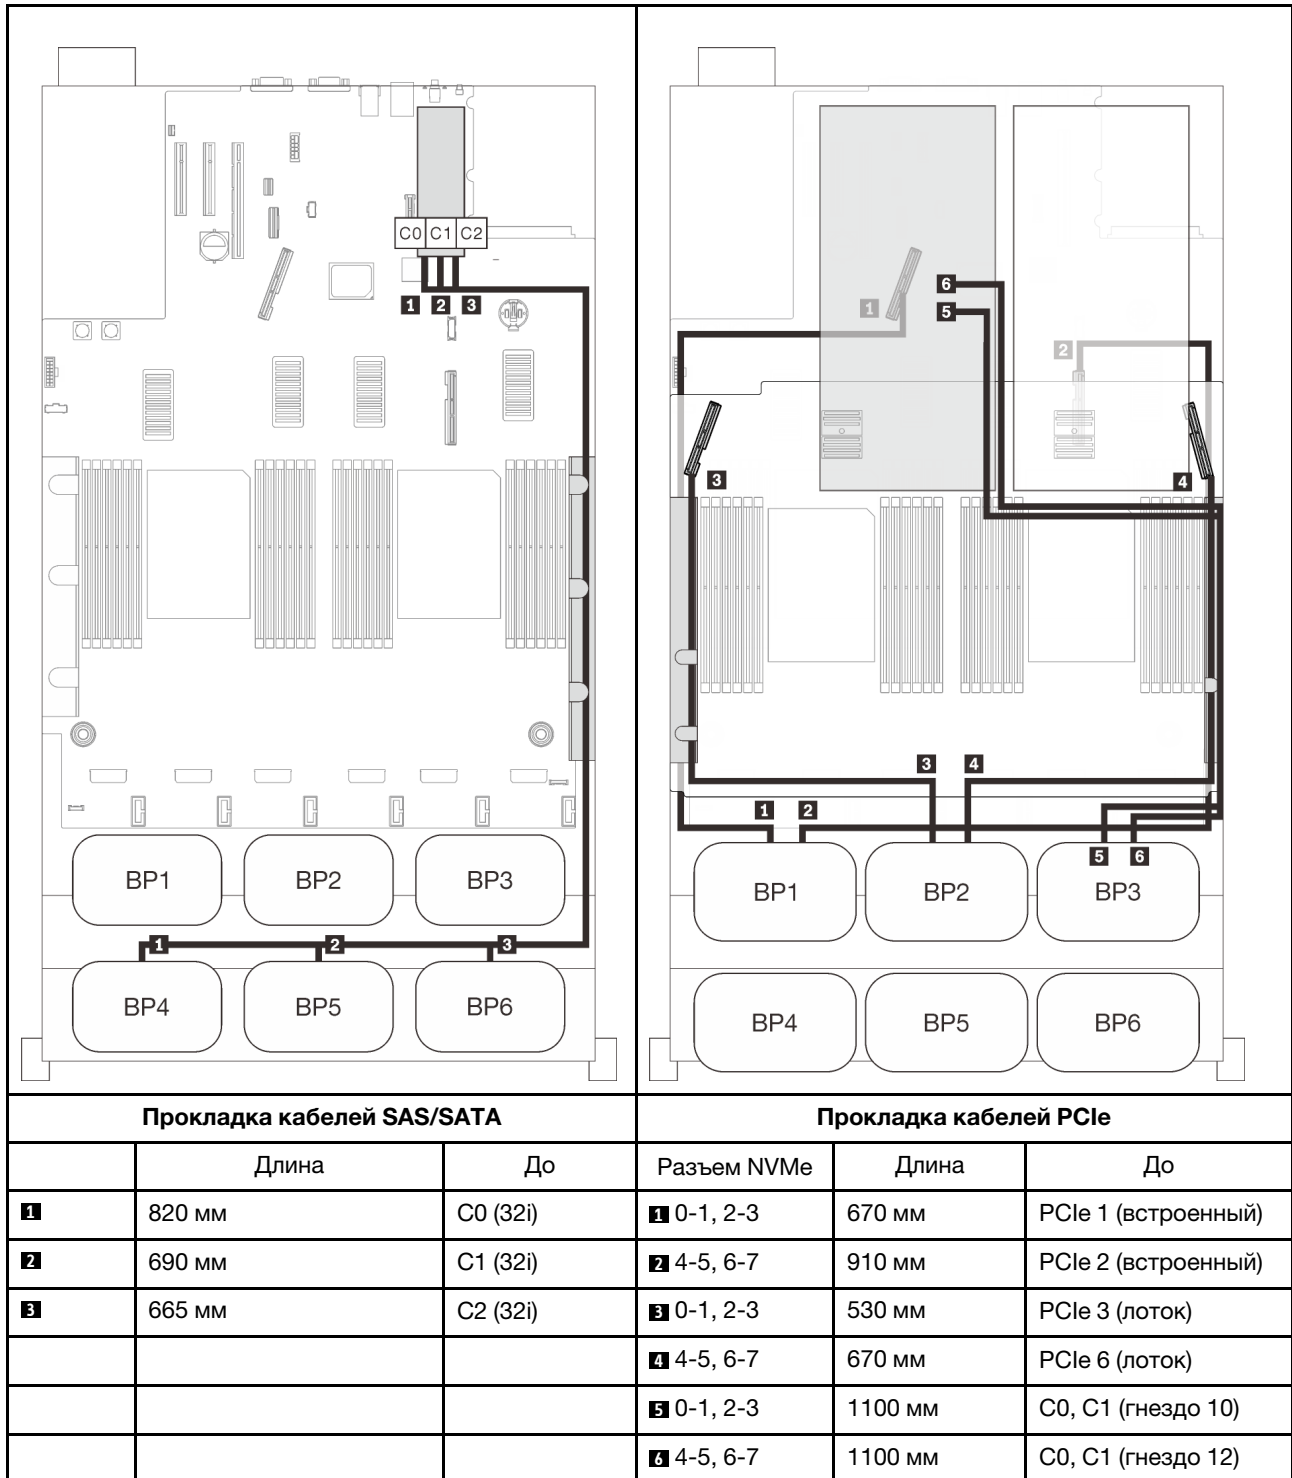 C0 C1 C2
1 2 3
BP1 BP2 BP3
1 2 3
BP4 BP5 BP6
6
1 5
2
3 4
3 4
1 2
5 6
BP1 BP2 BP3
BP4 BP5 BP6
Прокладка кабелей SAS/SATA Прокладка кабелей PCIe
Длина До Разъем NVMe Длина До
1 820 мм C0 (32i) 1 0-1, 2-3 670 мм PCIe 1 (встроенный)
2 690 мм C1 (32i) 2 4-5, 6-7 910 мм PCIe 2 (встроенный)
3 665 мм C2 (32i) 3 0-1, 2-3 530 мм PCIe 3 (лоток)
4 4-5, 6-7 670 мм PCIe 6 (лоток)
5 0-1, 2-3 1100 мм C0, C1 (гнездо 10)
6 4-5, 6-7 1100 мм C0, C1 (гнездо 12)